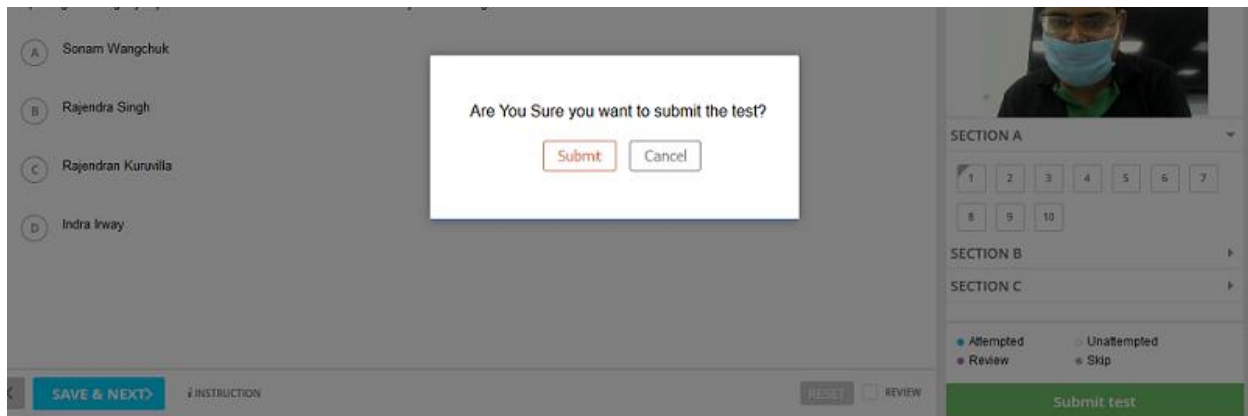 A Sonam Wangchuk
B Rajendra Singh
C Rajendran Kuruvilla
D Indra Irway
Are You Sure you want to submit the test?
Submit Cancel
SECTION A
1 2 3 4 5 6 7
8 9 10
SECTION B
SECTION C
Attempted Unattempted
Review Skip
SAVE & NEXT
i INSTRUCTION
RESET REVIEW
Submit test